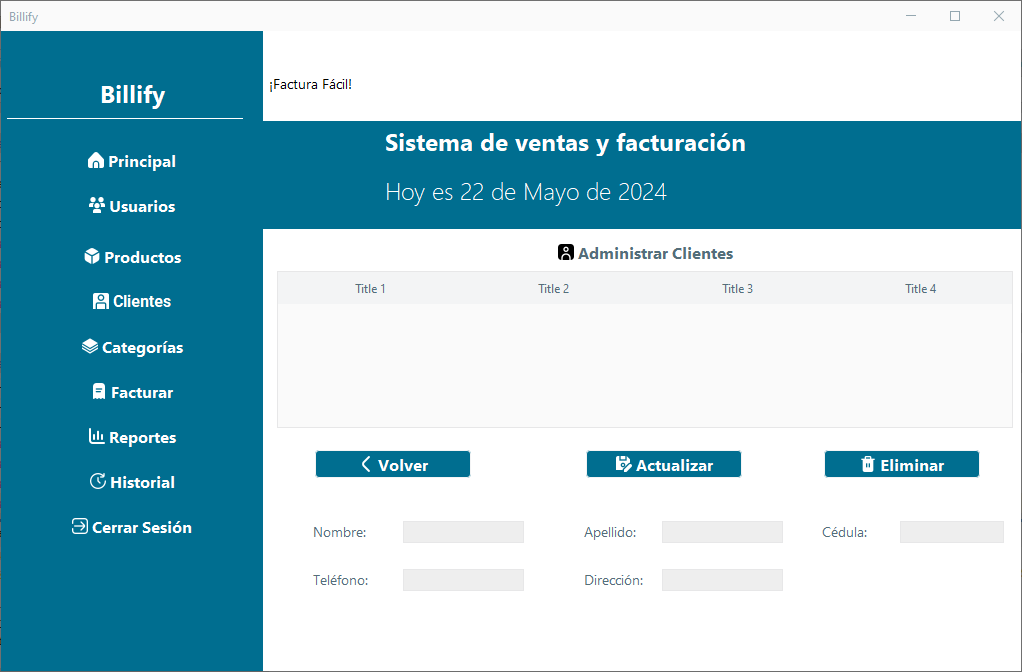 Billify
Billify
Principal
Usuarios
Productos
Clientes
Categorías
Facturar
Reportes
Historial
Cerrar Sesión
¡Factura Fácil!
Sistema de ventas y facturación
Hoy es 22 de Mayo de 2024
Administrar Clientes
Title 1 Title 2 Title 3 Title 4
Volver Actualizar Eliminar
Nombre: Apellido: Cédula:
Teléfono: Dirección: